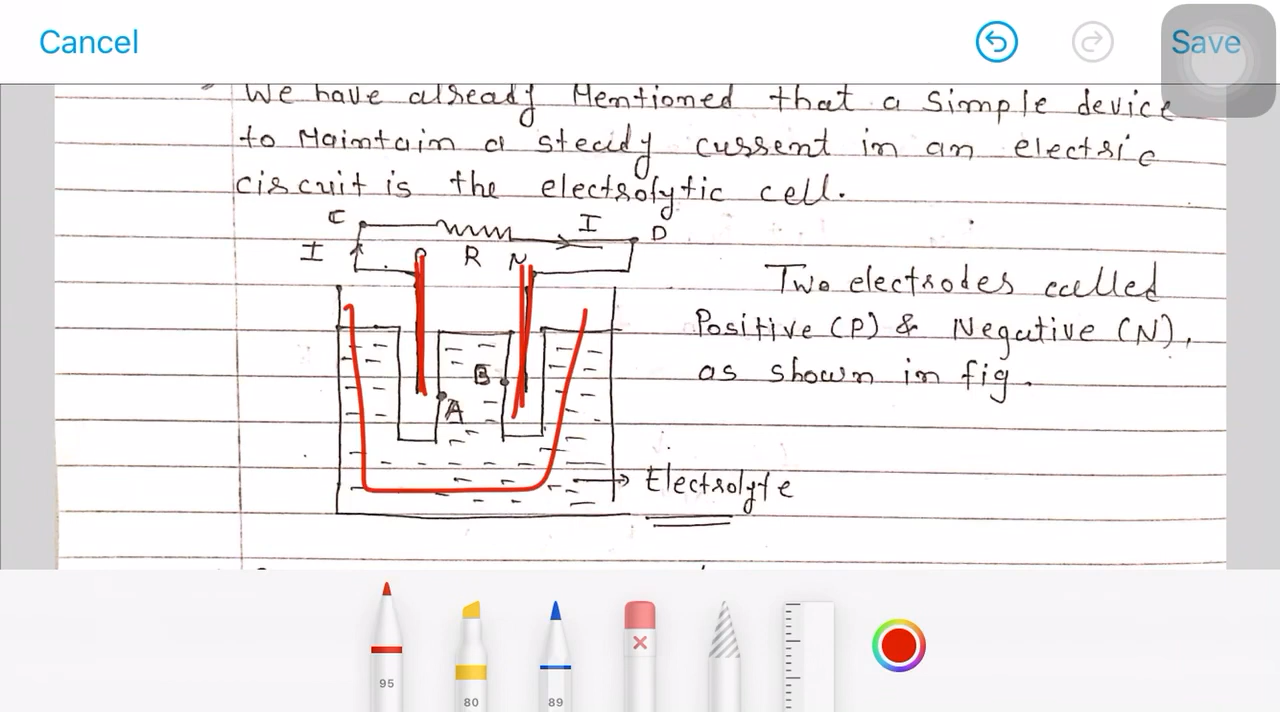 Cancel
Save
We have already Mentioned that a simple device
to Maintain a steady current in an electric
circuit is the electrolytic cell.
C
I
D
I
P
R
N
Two electrodes called
Positive (P) & Negative (N),
as shown in fig.
B
A
Electrolyte
95
80
89